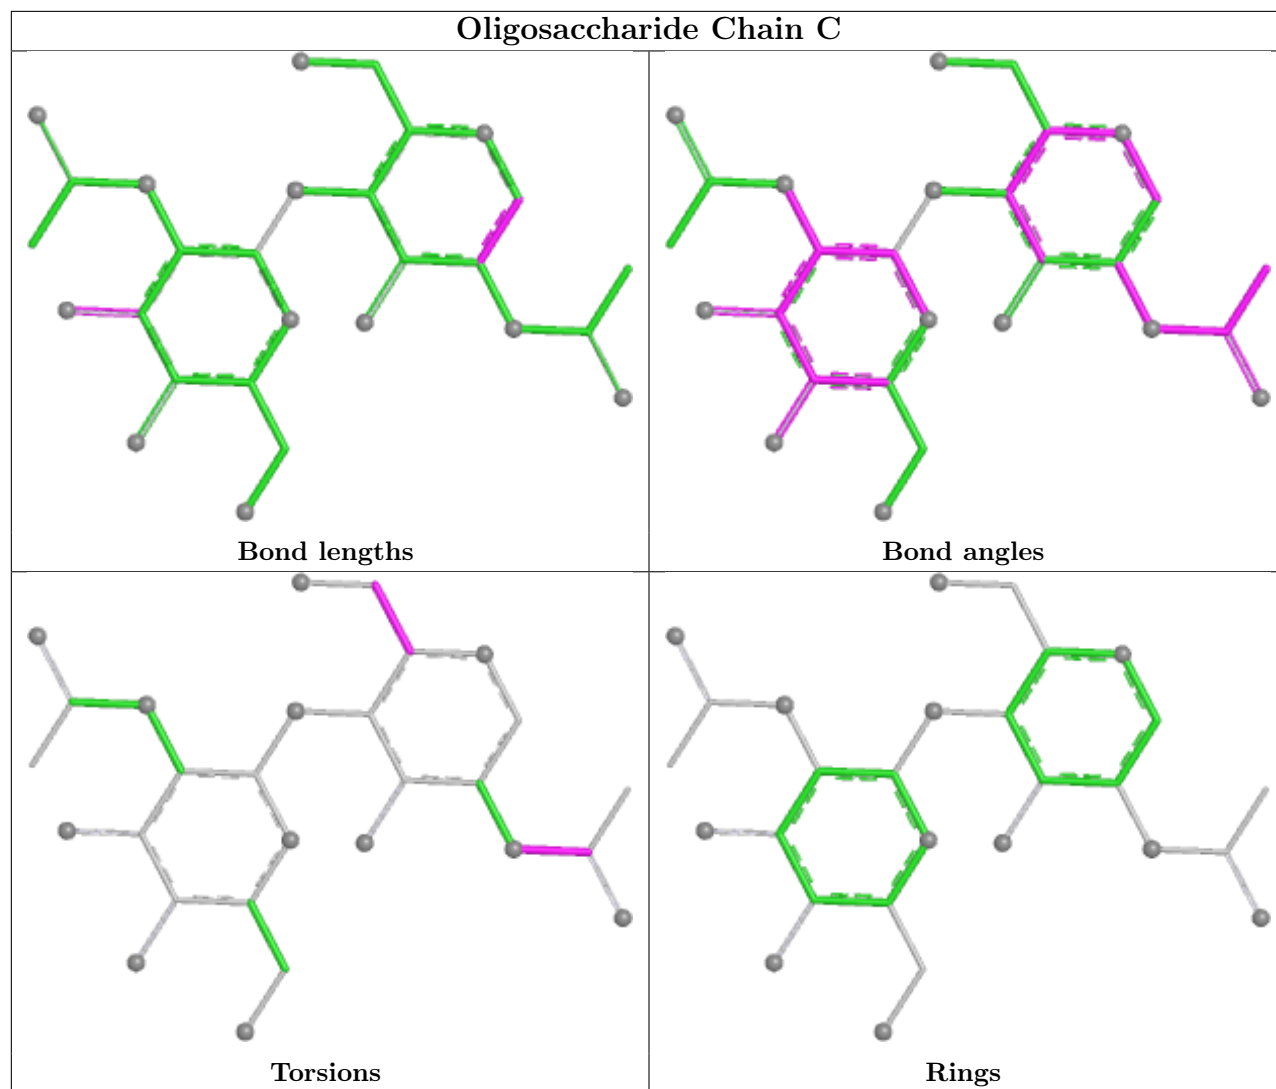 Oligosaccharide Chain C
Bond lengths
Bond angles
Torsions
Rings